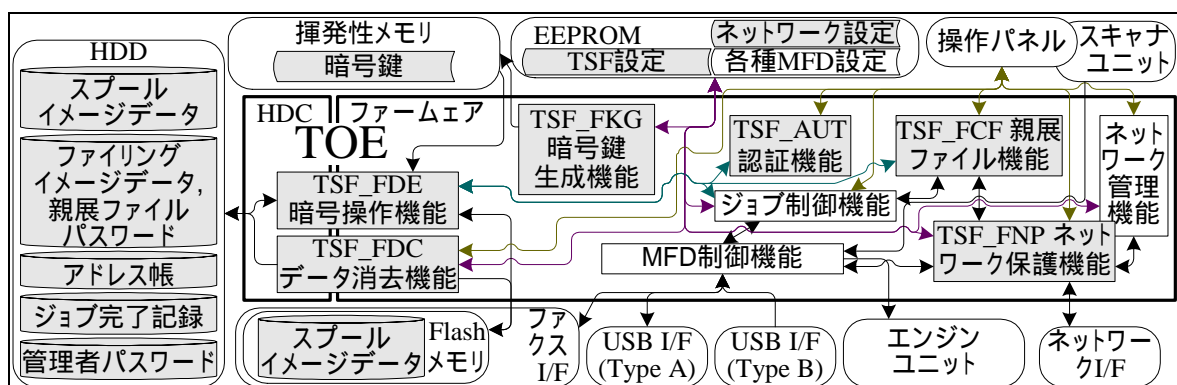 HDD
スプール
イメージデータ
ファイリング
イメージデータ,
親展ファイル
パスワード
アドレス帳
ジョブ完了記録
管理者パスワード
揮発性メモリ
暗号鍵
EEPROM
ネットワーク設定
TSF設定
各種MFD設定
操作パネル
スキャナ
ユニット
HDC
ファームェア
TOE
TSF_FKG
暗号鍵
生成機能
TSF_AUT
認証機能
TSF_FCF 親展
ファイル機能
ネット
ワーク
管理
機能
TSF_FDE
暗号操作機能
ジョブ制御機能
TSF_FDC
データ消去機能
MFD制御機能
TSF_FNP ネット
ワーク保護機能
スプール
イメージデータ
Flash
メモリ
ファ
クス
I/F
USB I/F
(Type A)
USB I/F
(Type B)
エンジン
ユニット
ネットワー
クI/F